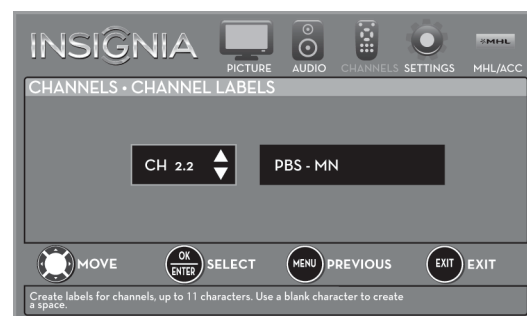 INSIGNIA
PICTURE AUDIO CHANNELS SETTINGS MHL/ACC
MHL
CHANNELS • CHANNEL LABELS
CH 2.2 PBS - MN
MOVE OK/ENTER SELECT MENU PREVIOUS EXIT EXIT
Create labels for channels, up to 11 characters. Use a blank character to create
a space.